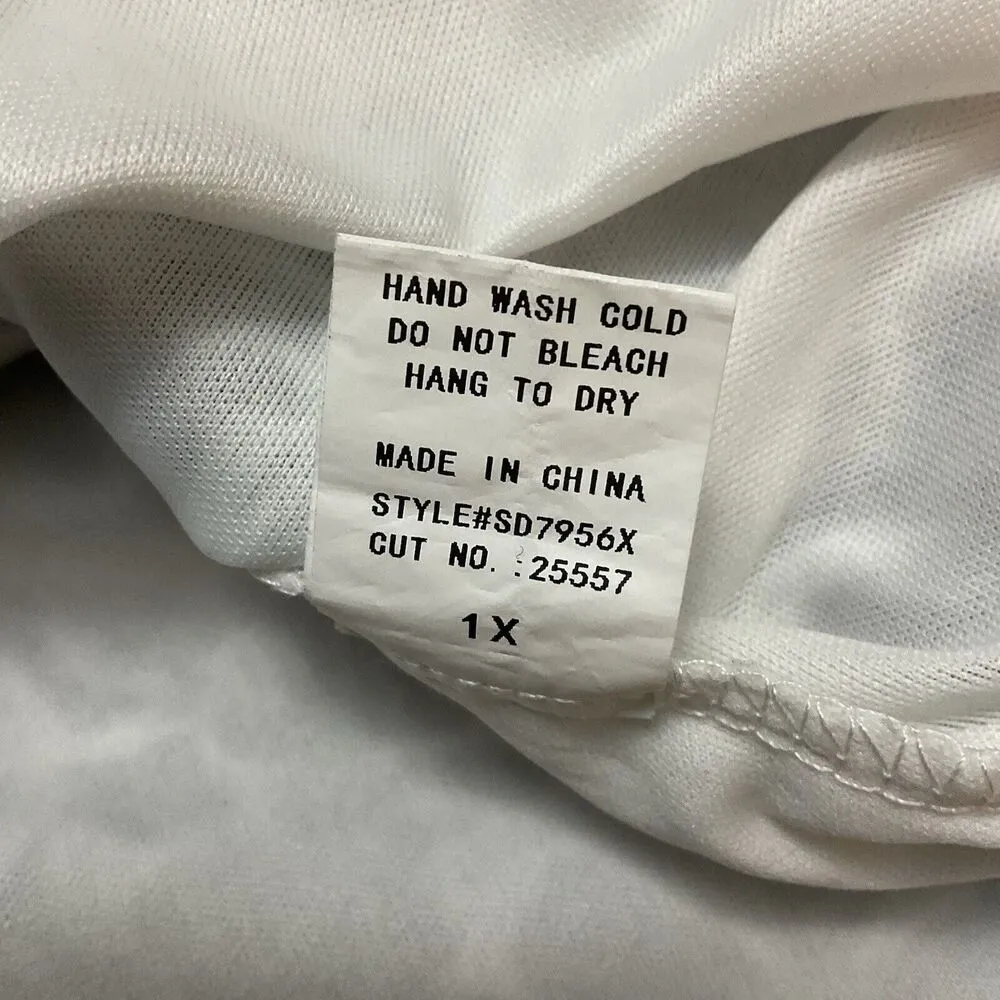 HAND WASH COLD
DO NOT BLEACH
HANG TO DRY
MADE IN CHINA
STYLE#SD7956X
CUT NO. :25557
1X